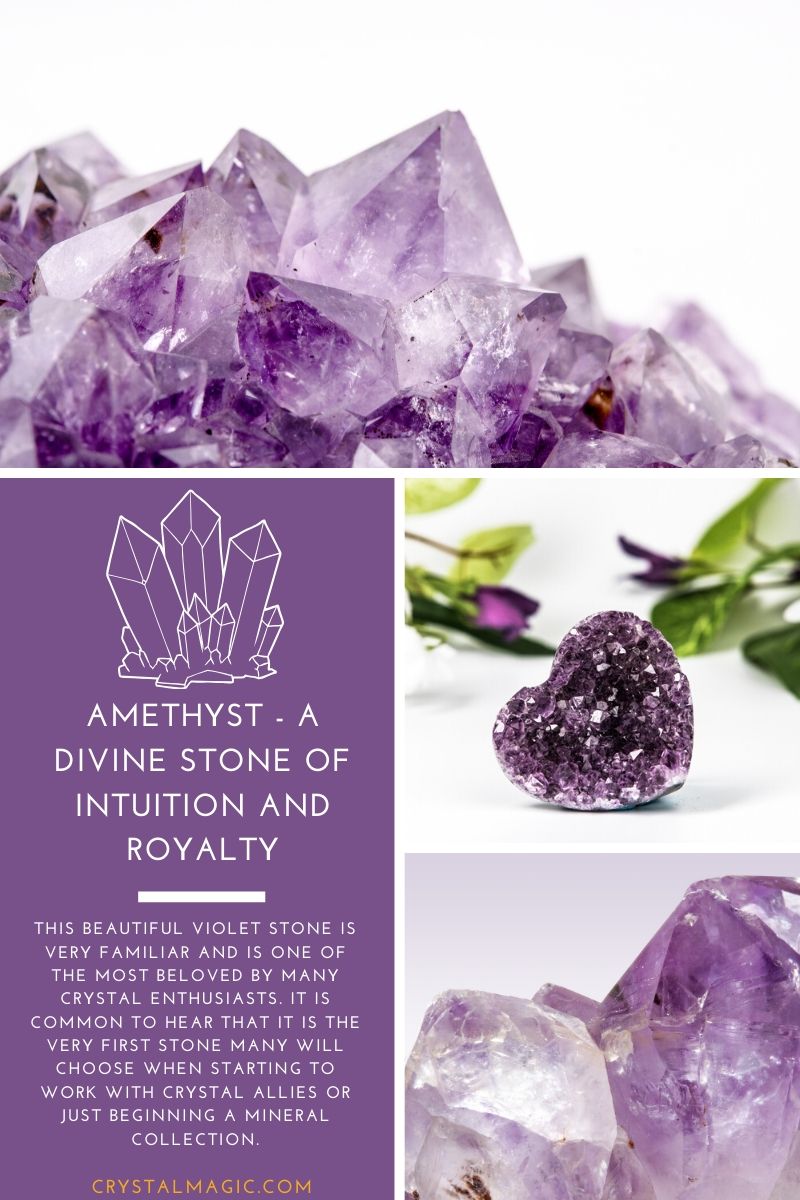 AMETHYST - A
DIVINE STONE OF
INTUITION AND
ROYALTY
THIS BEAUTIFUL VIOLET STONE IS
VERY FAMILIAR AND IS ONE OF
THE MOST BELOVED BY MANY
CRYSTAL ENTHUSIASTS. IT IS
COMMON TO HEAR THAT IT IS THE
VERY FIRST STONE MANY WILL
CHOOSE WHEN STARTING TO
WORK WITH CRYSTAL ALLIES OR
JUST BEGINNING A MINERAL
COLLECTION.
CRYSTALMAGIC.COM